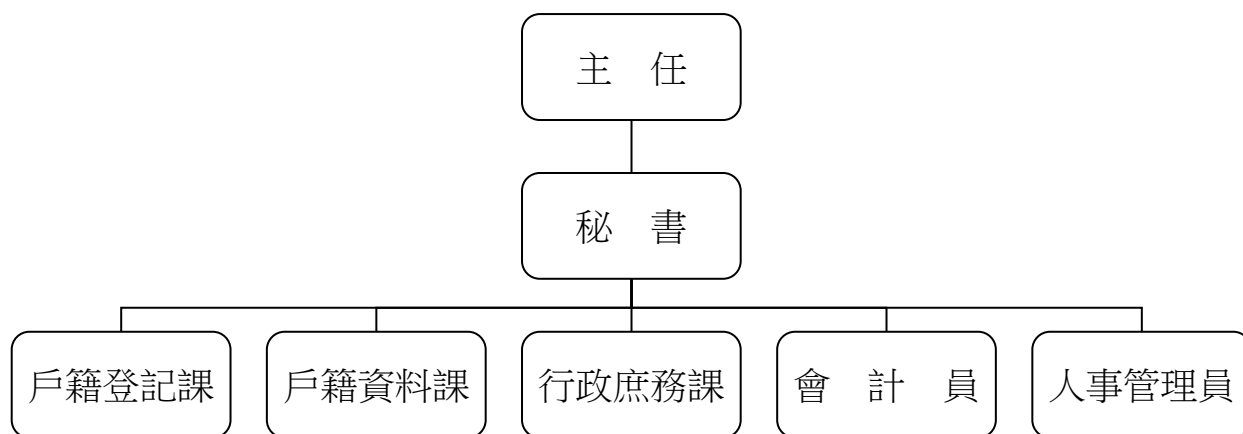 主　任
秘　書
戶籍登記課
戶籍資料課
行政庶務課
會　計　員
人事管理員